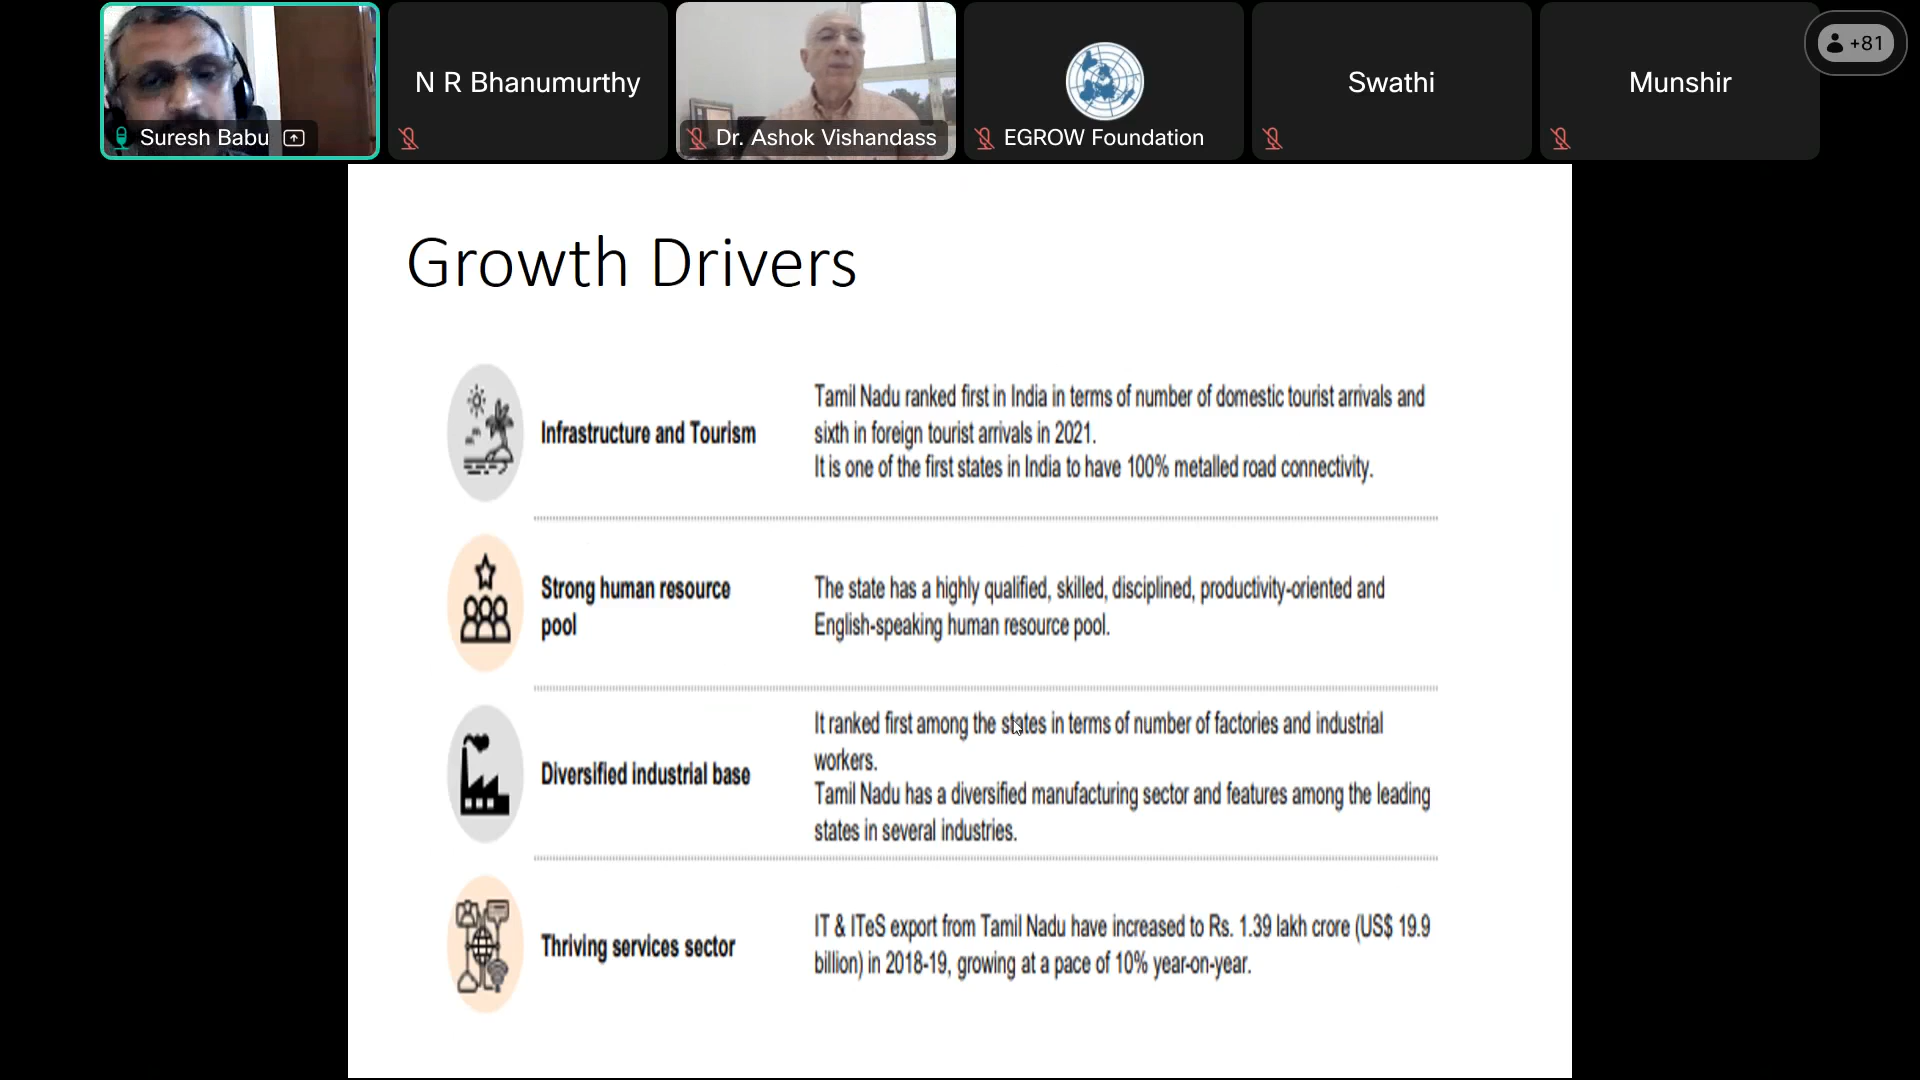 Suresh Babu
N R Bhanumurthy
Dr. Ashok Vishandass
EGROW Foundation
Swathi
Munshir
+81
Growth Drivers
Infrastructure and Tourism
Tamil Nadu ranked first in India in terms of number of domestic tourist arrivals and
sixth in foreign tourist arrivals in 2021.
It is one of the first states in India to have 100% metalled road connectivity.
Strong human resource
pool
The state has a highly qualified, skilled, disciplined, productivity-oriented and
English-speaking human resource pool.
Diversified industrial base
It ranked first among the states in terms of number of factories and industrial
workers.
Tamil Nadu has a diversified manufacturing sector and features among the leading
states in several industries.
Thriving services sector
IT & ITeS export from Tamil Nadu have increased to Rs. 1.39 lakh crore (US$ 19.9
billion) in 2018-19, growing at a pace of 10% year-on-year.